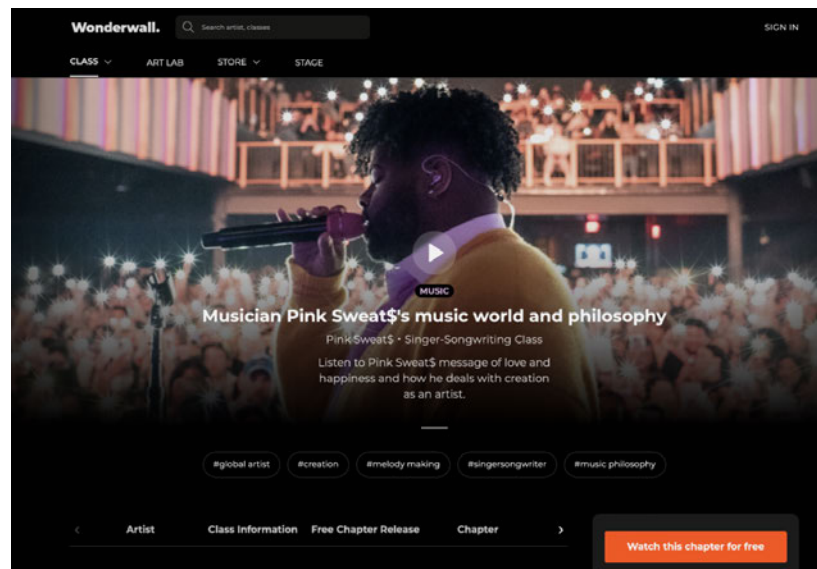 Wonderwall.
Search artist, classes
SIGN IN
CLASS
ART LAB
STORE
STAGE
MUSIC
Musician Pink Sweat$'s music world and philosophy
Pink Sweat$ • Singer-Songwriting Class
Listen to Pink Sweat$ message of love and
happiness and how he deals with creation
as an artist.
#global artist
#creation
#melody making
#singersongwriter
#music philosophy
Artist
Class Information
Free Chapter Release
Chapter
Watch this chapter for free